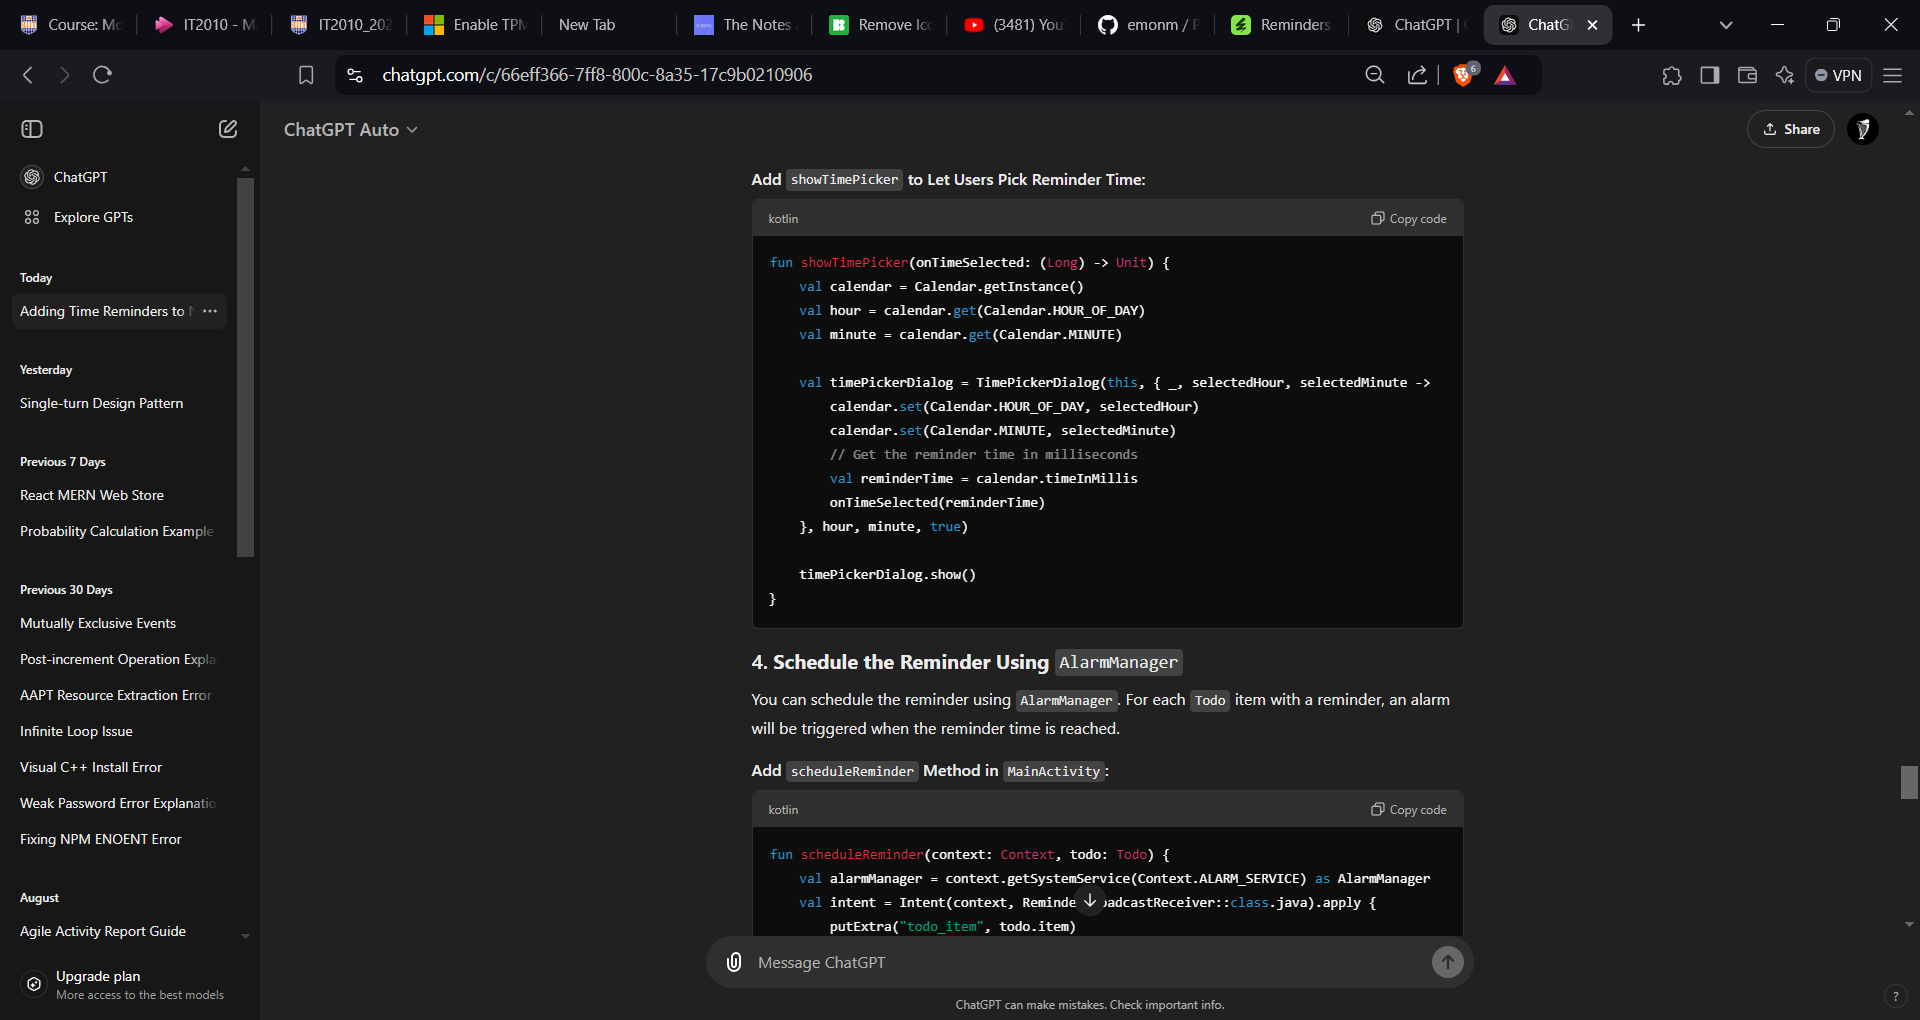 Course: Mo
IT2010 - M
IT2010_202
Enable TPM
New Tab
The Notes
Remove Ic
(3481) You
emonm / P
Reminders
ChatGPT |
ChatG
chatgpt.com/c/66eff366-7ff8-800c-8a35-17c9b0210906
6
VPN
ChatGPT
Explore GPTs
Today
Adding Time Reminders to
Yesterday
Single-turn Design Pattern
Previous 7 Days
React MERN Web Store
Probability Calculation Example
Previous 30 Days
Mutually Exclusive Events
Post-increment Operation Expla
AAPT Resource Extraction Error
Infinite Loop Issue
Visual C++ Install Error
Weak Password Error Explanatio
Fixing NPM ENOENT Error
August
Agile Activity Report Guide
Upgrade plan
More access to the best models
ChatGPT Auto
Share
Add showTimePicker to Let Users Pick Reminder Time:
kotlin
Copy code
fun showTimePicker(onTimeSelected: (Long) -> Unit) {
    val calendar = Calendar.getInstance()
    val hour = calendar.get(Calendar.HOUR_OF_DAY)
    val minute = calendar.get(Calendar.MINUTE)
    val timePickerDialog = TimePickerDialog(this, { _, selectedHour, selectedMinute ->
        calendar.set(Calendar.HOUR_OF_DAY, selectedHour)
        calendar.set(Calendar.MINUTE, selectedMinute)
        // Get the reminder time in milliseconds
        val reminderTime = calendar.timeInMillis
        onTimeSelected(reminderTime)
    }, hour, minute, true)
    timePickerDialog.show()
}
4. Schedule the Reminder Using AlarmManager
You can schedule the reminder using AlarmManager. For each Todo item with a reminder, an alarm
will be triggered when the reminder time is reached.
Add scheduleReminder Method in MainActivity:
kotlin
Copy code
fun scheduleReminder(context: Context, todo: Todo) {
    val alarmManager = context.getSystemService(Context.ALARM_SERVICE) as AlarmManager
    val intent = Intent(context, Reminde adcastReceiver::class.java).apply {
        putExtra("todo_item", todo.item)
Message ChatGPT
ChatGPT can make mistakes. Check important info.
?